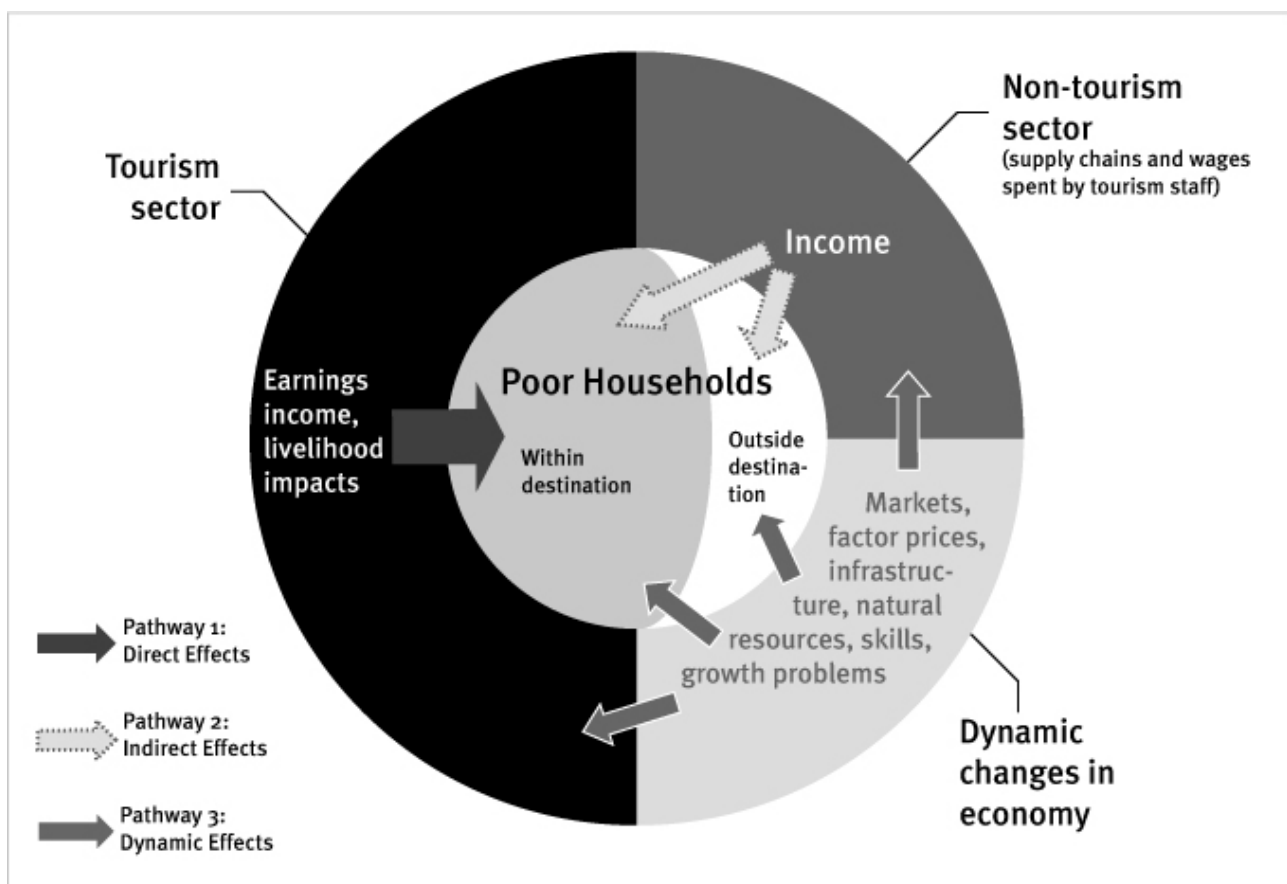 Non-tourism
sector
(supply chains and wages
spent by tourism staff)
Tourism
sector
Income
Earnings
income,
livelihood
impacts
Poor Households
Within
destination
Outside
destina-
tion
Markets,
factor prices,
infrastruc-
ture, natural
resources, skills,
growth problems
Pathway 1:
Direct Effects
Pathway 2:
Indirect Effects
Pathway 3:
Dynamic Effects
Dynamic
changes in
economy